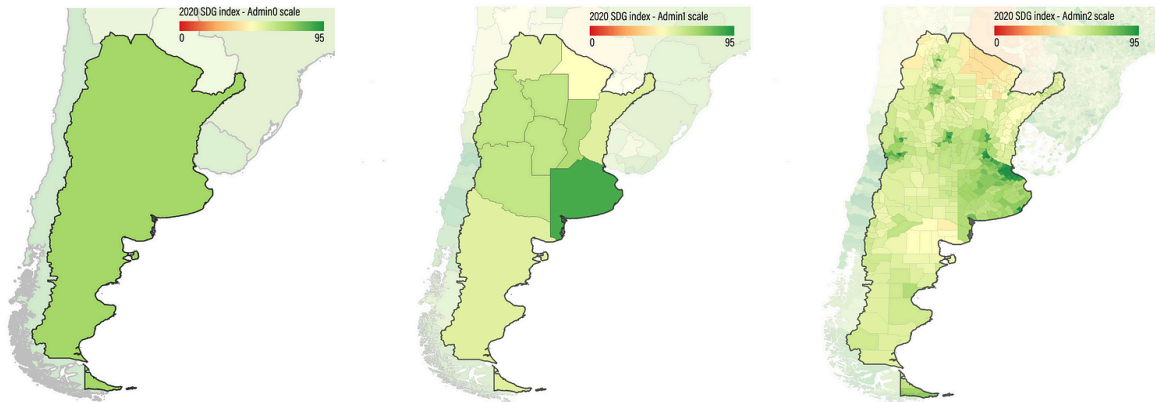 2020 SDG index - Admin0 scale
0 95
2020 SDG index - Admin1 scale
0 95
2020 SDG index - Admin2 scale
0 95